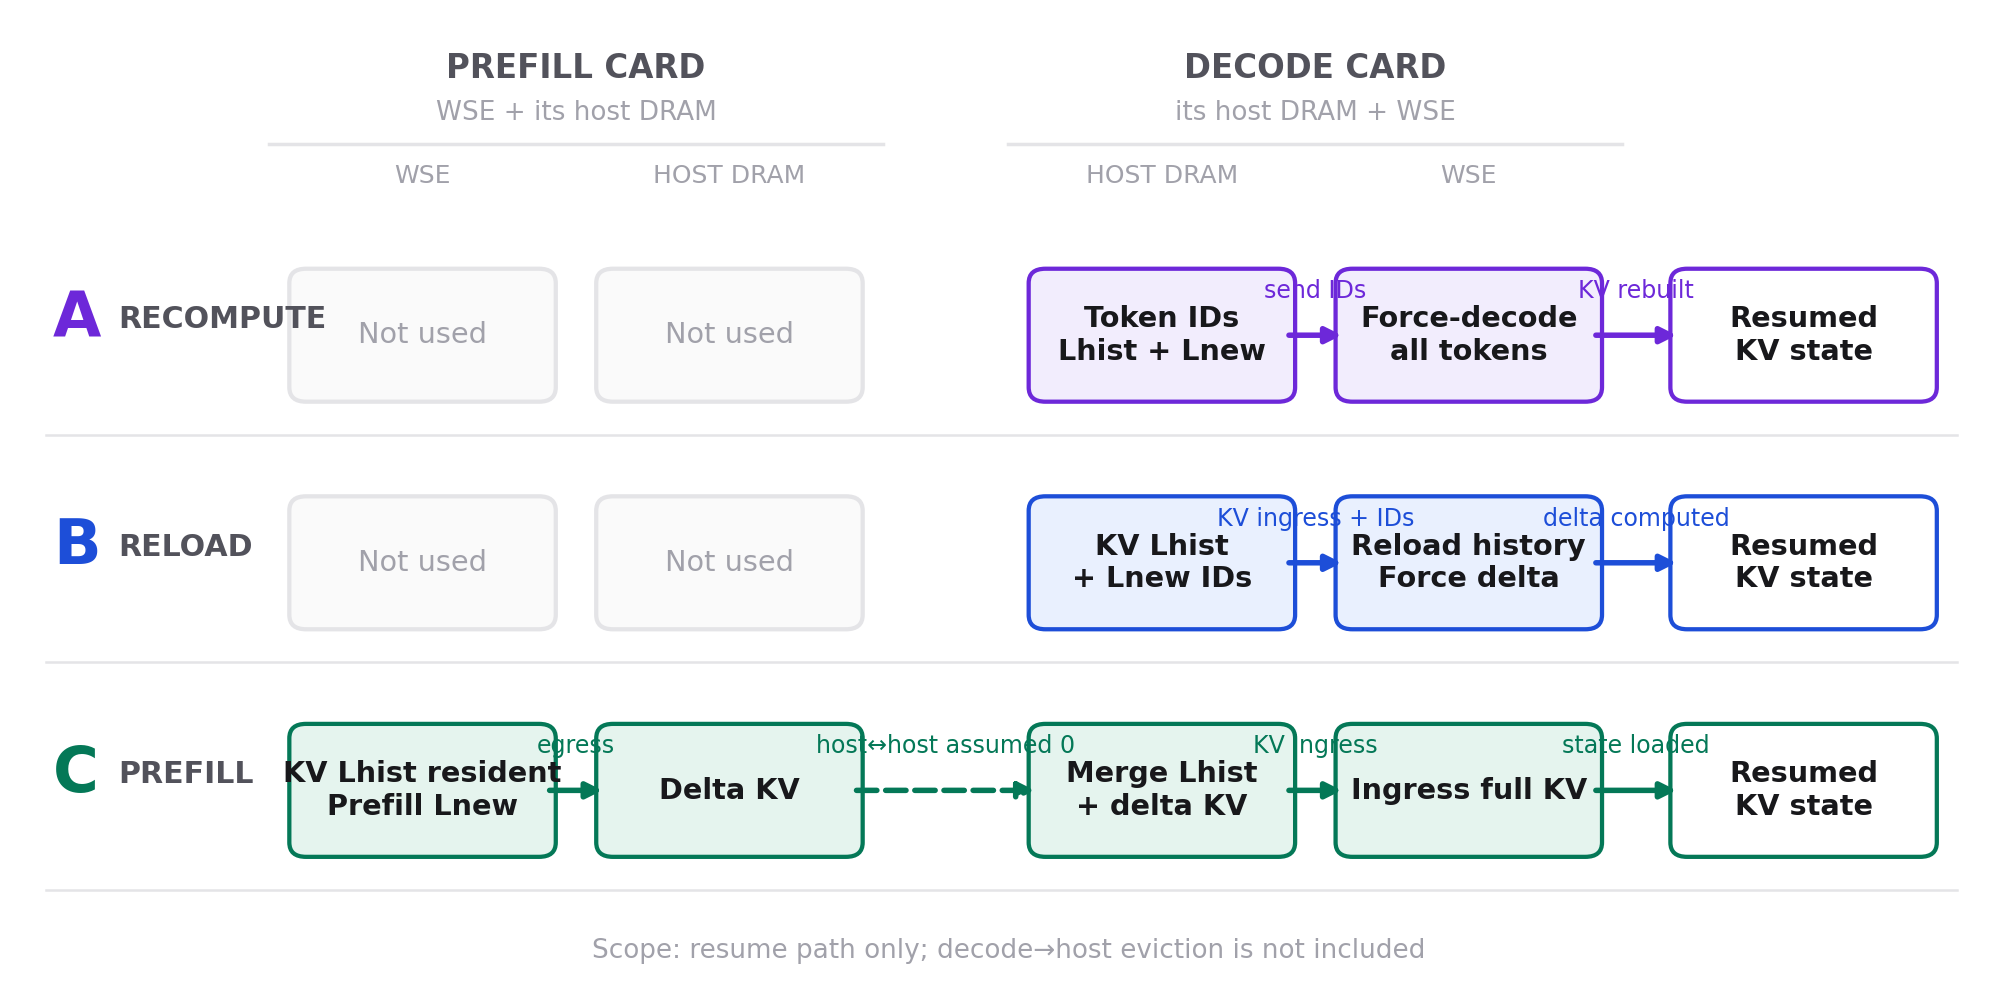 PREFILL CARD
WSE + its host DRAM
DECODE CARD
its host DRAM + WSE
WSE
HOST DRAM
HOST DRAM
WSE
A RECOMPUTE
Not used
Not used
Token IDs
Lhist + Lnew
send IDs
Force-decode
all tokens
KV rebuilt
Resumed
KV state
B RELOAD
Not used
Not used
KV Lhist
+ Lnew IDs
KV ingress + IDs
Reload history
Force delta
delta computed
Resumed
KV state
C PREFILL
KV Lhist resident
Prefill Lnew
egress
Delta KV
host↔host assumed 0
Merge Lhist
+ delta KV
KV ingress
Ingress full KV
state loaded
Resumed
KV state
Scope: resume path only; decode→host eviction is not included